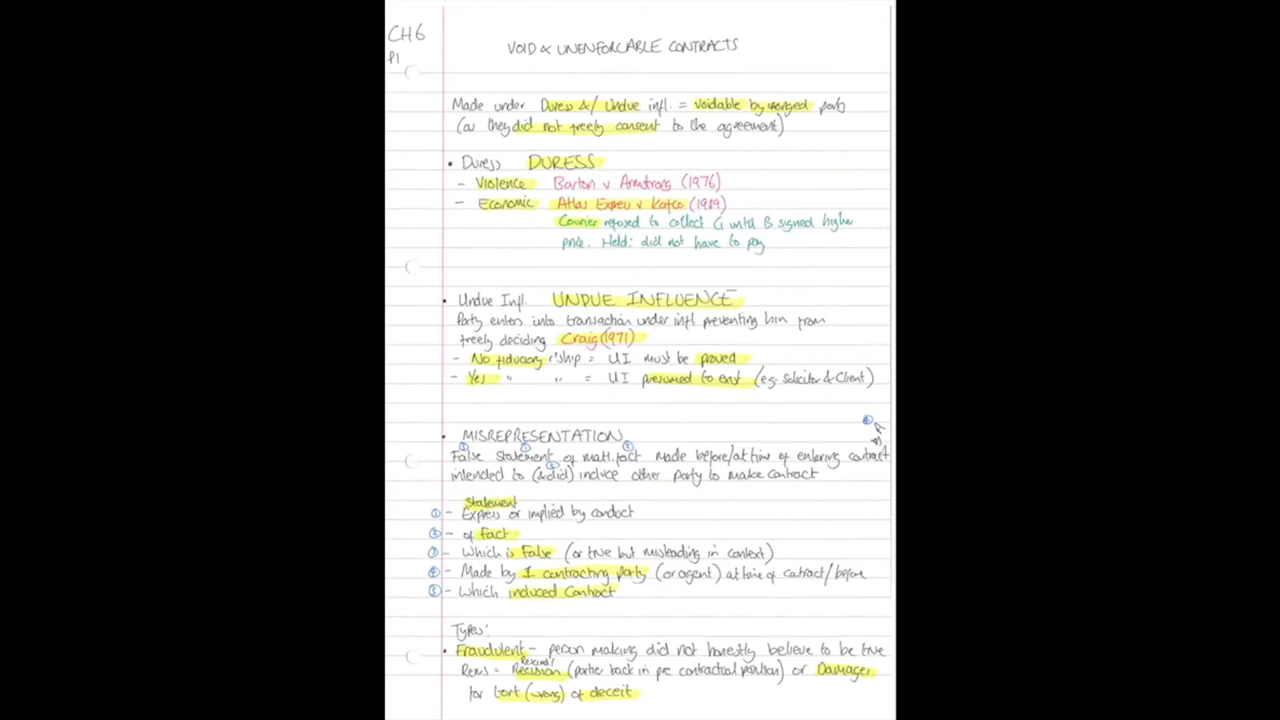 CH6
P1
VOID & UNENFORCABLE CONTRACTS
Made under Duress &/ Undue infl. = voidable by wronged party
(as they did not freely consent to the agreement)
• Duress DURESS
- Violence Barton v Armstrong (1976)
- Economic Atlas Express v Kafco (1989)
Courier refused to collect G until B signed higher
price. Held: did not have to pay
• Undue Infl. UNDUE INFLUENCE
Party enters into transaction under infl preventing him from
freely deciding Craig (1971)
- No fiduciary r'ship = UI must be proved
- Yes " " = UI presumed to exist (e.g. Solicitor & Client)
• MISREPRESENTATION
False statement of matt. fact made before/at time of entering contract
intended to (& did) induce other party to make contract
Statement
① - Express or implied by conduct
② - of Fact
③ - Which is False (or true but misleading in context)
④ - Made by 1 contracting party (or agent) at time of contract/before
⑤ - Which induced Contract
Types:
• Fraudulent - person making did not honestly believe to be true
Rems = Recision (parties back in pre contractual position) or Damages
for tort (wrong) of deceit